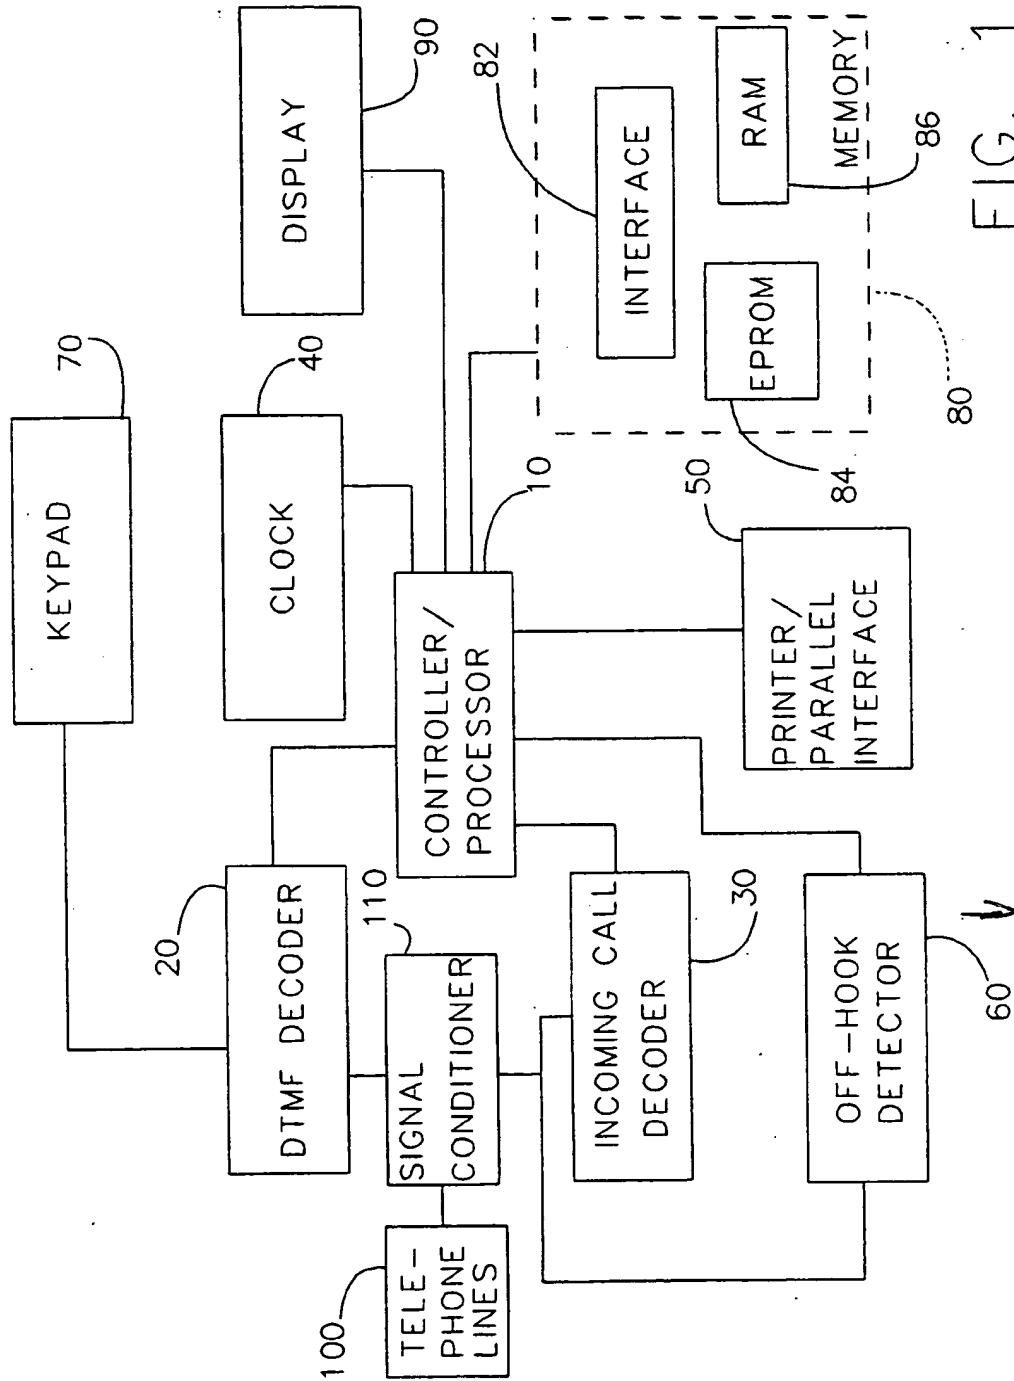 KEYPAD
70
CLOCK
40
DISPLAY
90
20
DTMF DECODER
100
TELE-
PHONE
LINES
110
SIGNAL
CONDITIONER
CONTROLLER/
PROCESSOR
10
82
INTERFACE
EPROM
84
RAM
86
MEMORY
80
INCOMING CALL
DECODER
30
50
PRINTER/
PARALLEL
INTERFACE
OFF-HOOK
DETECTOR
60
FIG. 1